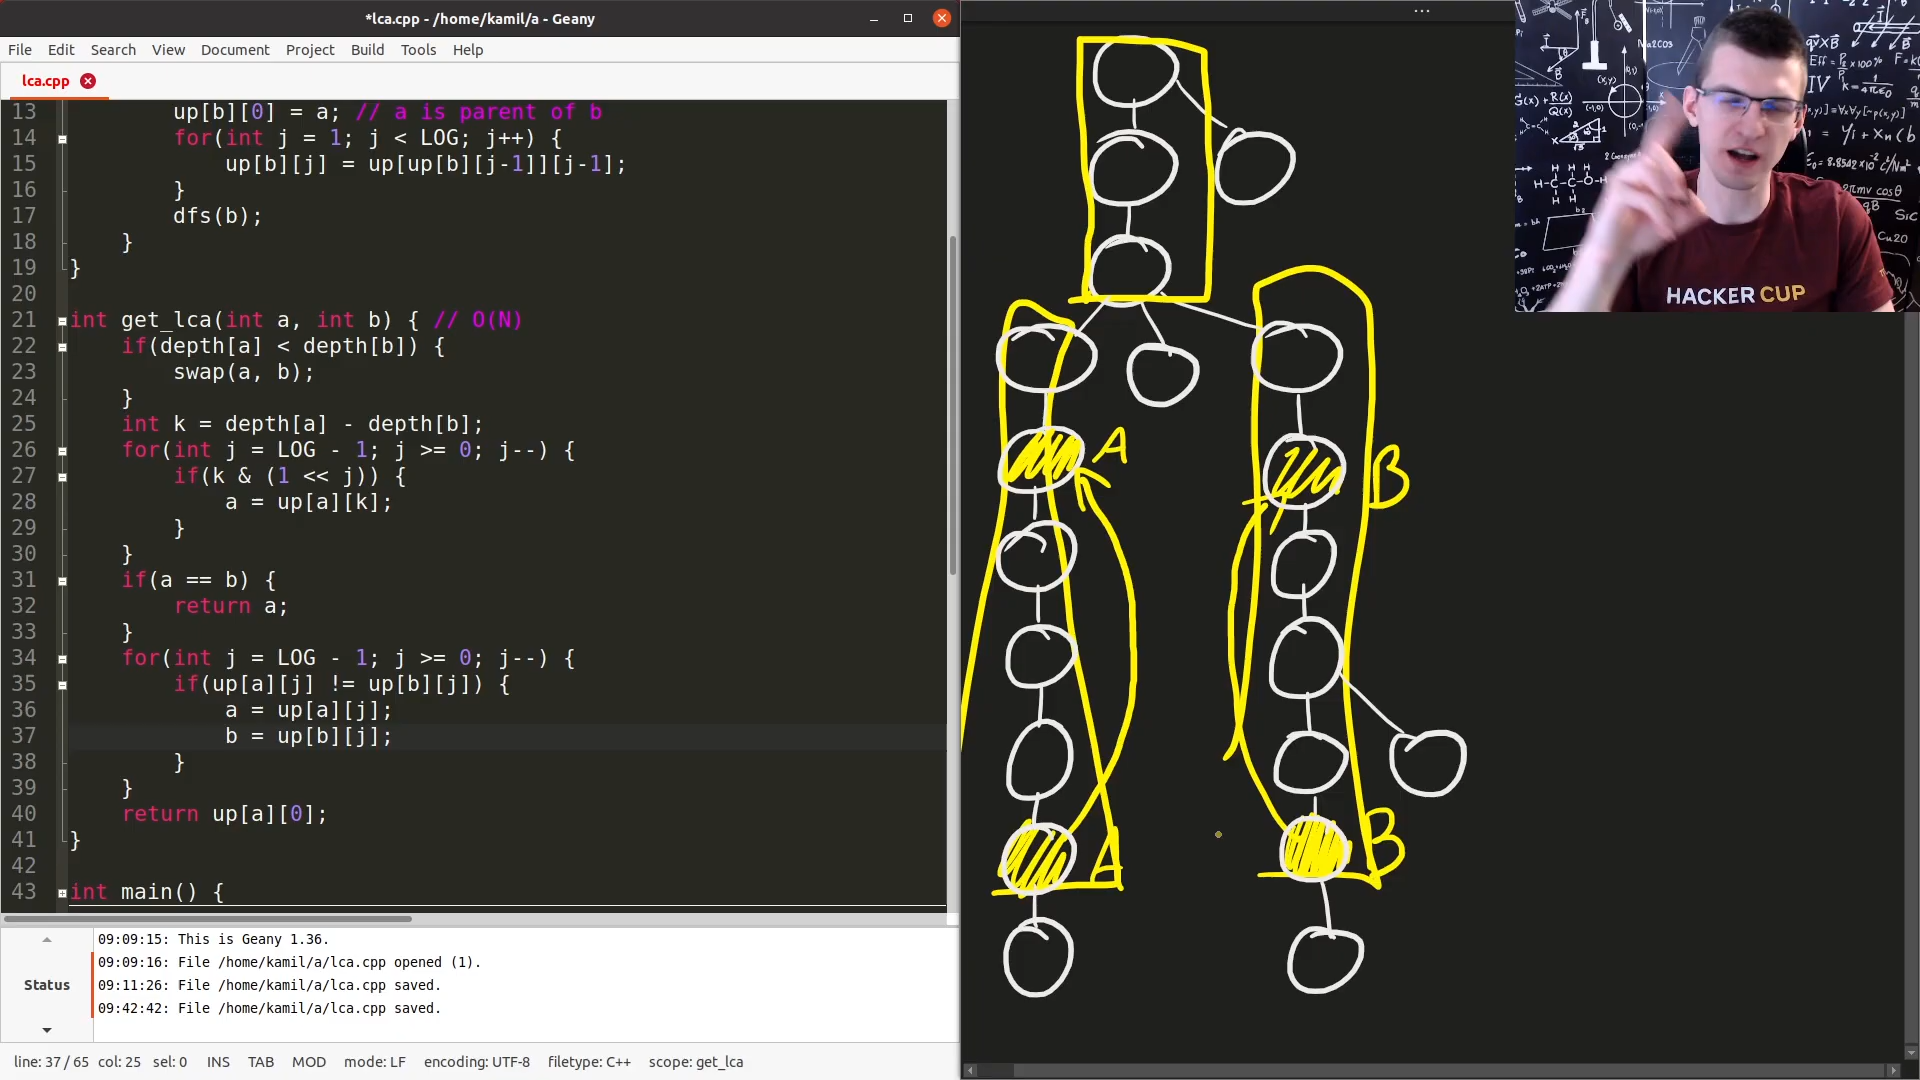 *lca.cpp - /home/kamil/a - Geany
File Edit Search View Document Project Build Tools Help
lca.cpp
13 up[b][0] = a; // a is parent of b
14 for(int j = 1; j < LOG; j++) {
15 up[b][j] = up[up[b][j-1]][j-1];
16 }
17 dfs(b);
18 }
19 }
20
21 int get_lca(int a, int b) { // O(N)
22 if(depth[a] < depth[b]) {
23 swap(a, b);
24 }
25 int k = depth[a] - depth[b];
26 for(int j = LOG - 1; j >= 0; j--) {
27 if(k & (1 << j)) {
28 a = up[a][k];
29 }
30 }
31 if(a == b) {
32 return a;
33 }
34 for(int j = LOG - 1; j >= 0; j--) {
35 if(up[a][j] != up[b][j]) {
36 a = up[a][j];
37 b = up[b][j];
38 }
39 }
40 return up[a][0];
41 }
42
43 int main() {
Status
09:09:15: This is Geany 1.36.
09:09:16: File /home/kamil/a/lca.cpp opened (1).
09:11:26: File /home/kamil/a/lca.cpp saved.
09:42:42: File /home/kamil/a/lca.cpp saved.
line: 37 / 65 col: 25 sel: 0 INS TAB MOD mode: LF encoding: UTF-8 filetype: C++ scope: get_lca
A
B
A
B
HACKER CUP